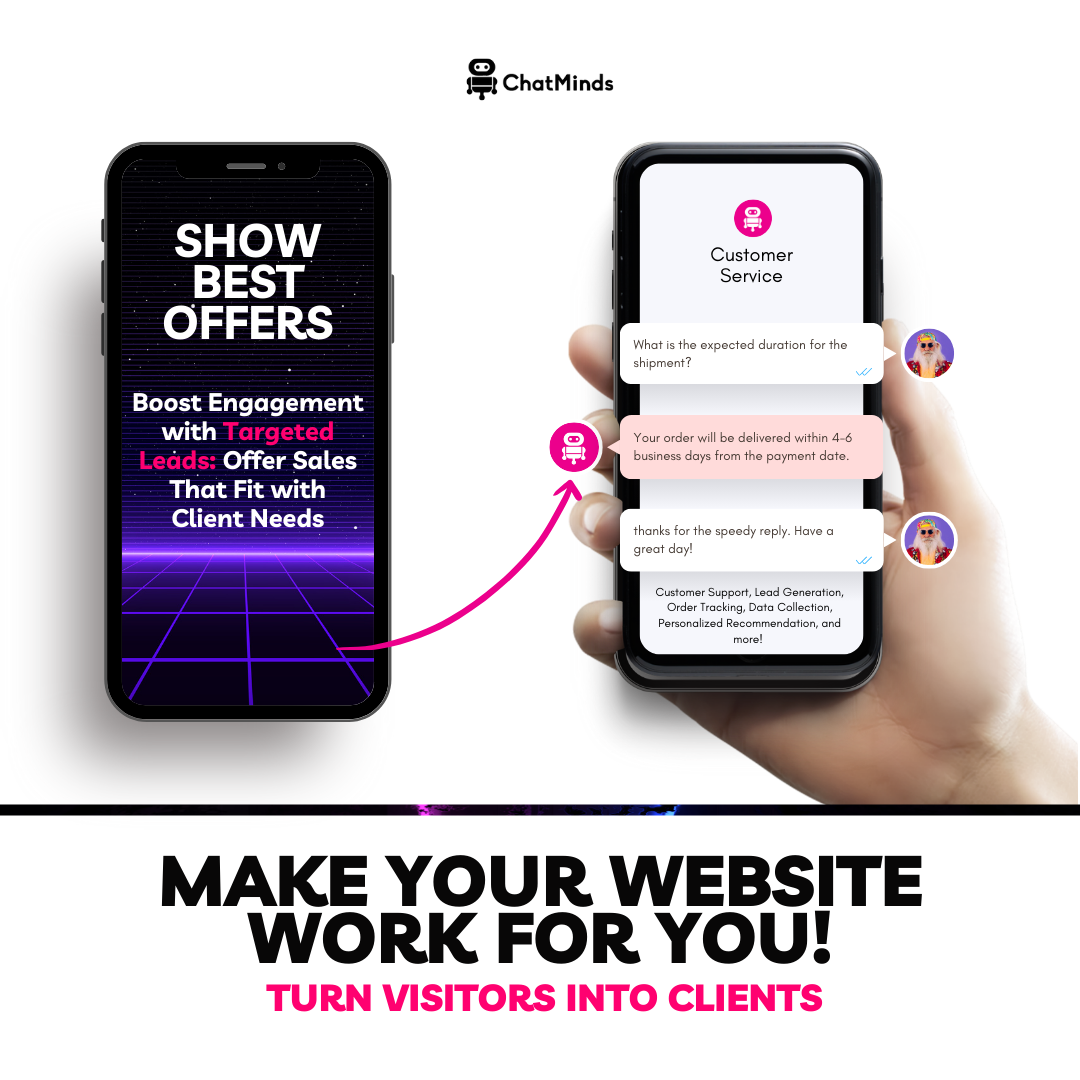 ChatMinds
SHOW
BEST
OFFERS
Boost Engagement
with Targeted
Leads: Offer Sales
That Fit with
Client Needs
Customer
Service
What is the expected duration for the
shipment?
Your order will be delivered within 4-6
business days from the payment date.
thanks for the speedy reply. Have a
great day!
Customer Support, Lead Generation,
Order Tracking, Data Collection,
Personalized Recommendation, and
more!
MAKE YOUR WEBSITE
WORK FOR YOU!
TURN VISITORS INTO CLIENTS